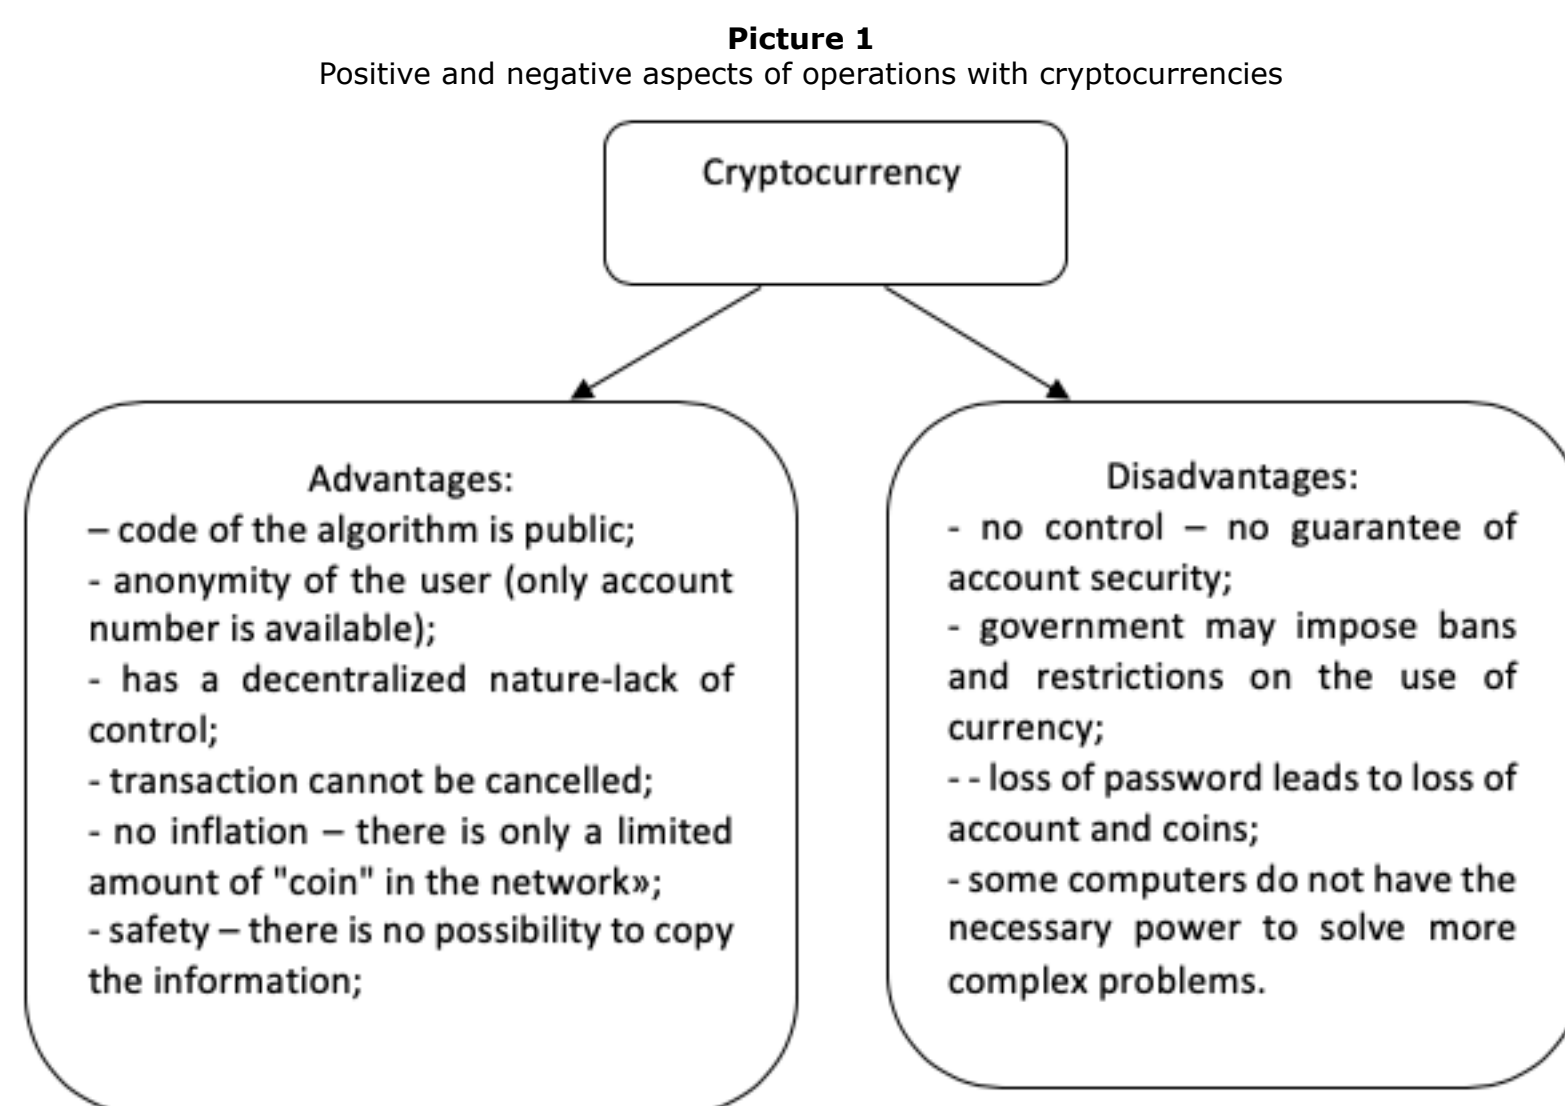 Picture 1
Positive and negative aspects of operations with cryptocurrencies
Cryptocurrency
Advantages:
– code of the algorithm is public;
- anonymity of the user (only account
number is available);
- has a decentralized nature-lack of
control;
- transaction cannot be cancelled;
- no inflation – there is only a limited
amount of "coin" in the network»;
- safety – there is no possibility to copy
the information;
Disadvantages:
- no control – no guarantee of
account security;
- government may impose bans
and restrictions on the use of
currency;
- - loss of password leads to loss of
account and coins;
- some computers do not have the
necessary power to solve more
complex problems.